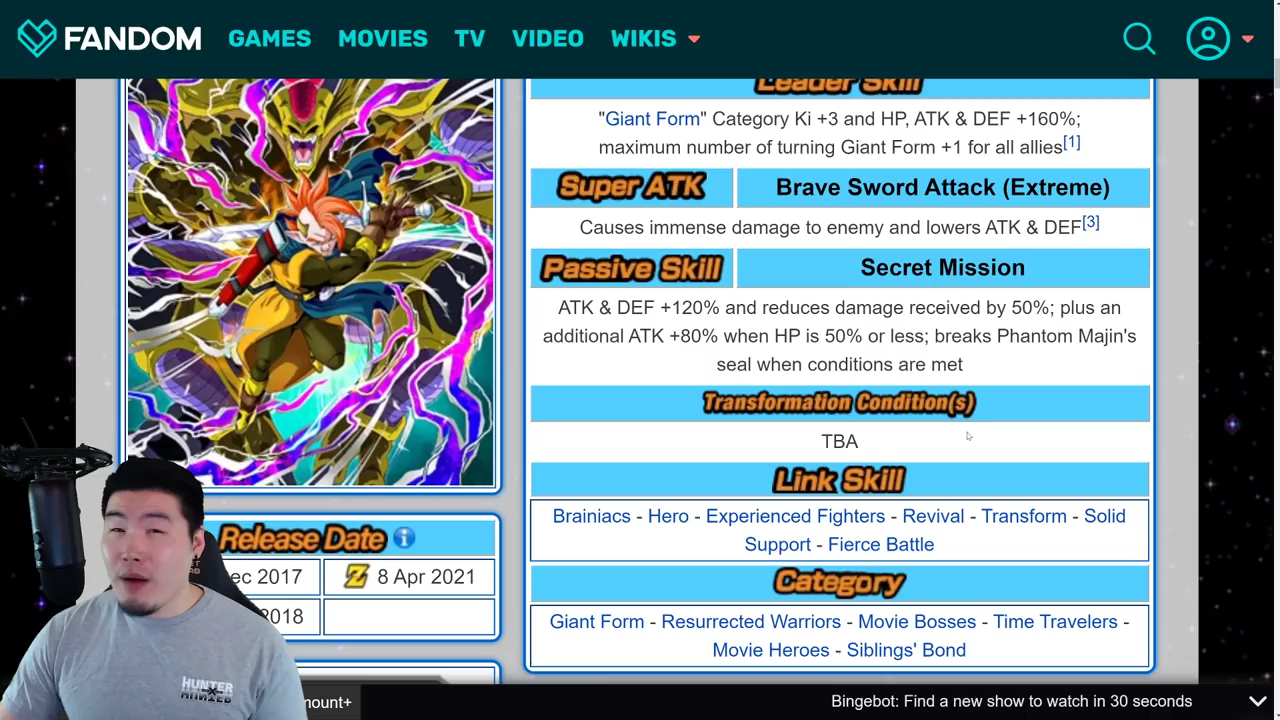 FANDOM GAMES MOVIES TV VIDEO WIKIS
Leader Skill
"Giant Form" Category Ki +3 and HP, ATK & DEF +160%;
maximum number of turning Giant Form +1 for all allies[1]
Super ATK Brave Sword Attack (Extreme)
Causes immense damage to enemy and lowers ATK & DEF[3]
Passive Skill Secret Mission
ATK & DEF +120% and reduces damage received by 50%; plus an
additional ATK +80% when HP is 50% or less; breaks Phantom Majin's
seal when conditions are met
Transformation Condition(s)
TBA
Link Skill
Brainiacs - Hero - Experienced Fighters - Revival - Transform - Solid
Support - Fierce Battle
Category
Giant Form - Resurrected Warriors - Movie Bosses - Time Travelers -
Movie Heroes - Siblings' Bond
Release Date i
ec 2017 Z 8 Apr 2021
2018
HUNTER
mount+
Bingebot: Find a new show to watch in 30 seconds